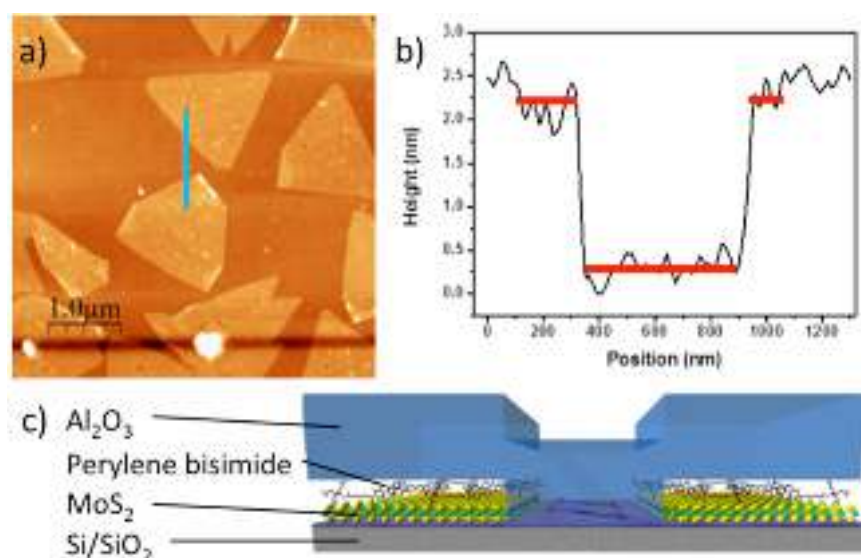 a)
1.0μm
b)
Height (nm)
3.0
2.5
2.0
1.5
1.0
0.5
0.0
0 200 400 600 800 1000 1200
Position (nm)
c)
Al₂O₃
Perylene bisimide
MoS₂
Si/SiO₂